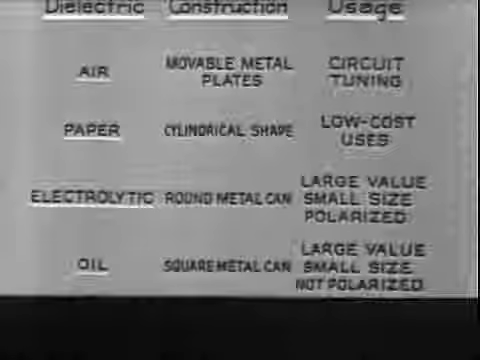 Dielectric Construction Usage
AIR MOVABLE METAL PLATES CIRCUIT TUNING
PAPER CYLINDRICAL SHAPE LOW-COST USES
ELECTROLYTIC ROUND METAL CAN LARGE VALUE SMALL SIZE POLARIZED
OIL SQUARE METAL CAN LARGE VALUE SMALL SIZE NOT POLARIZED